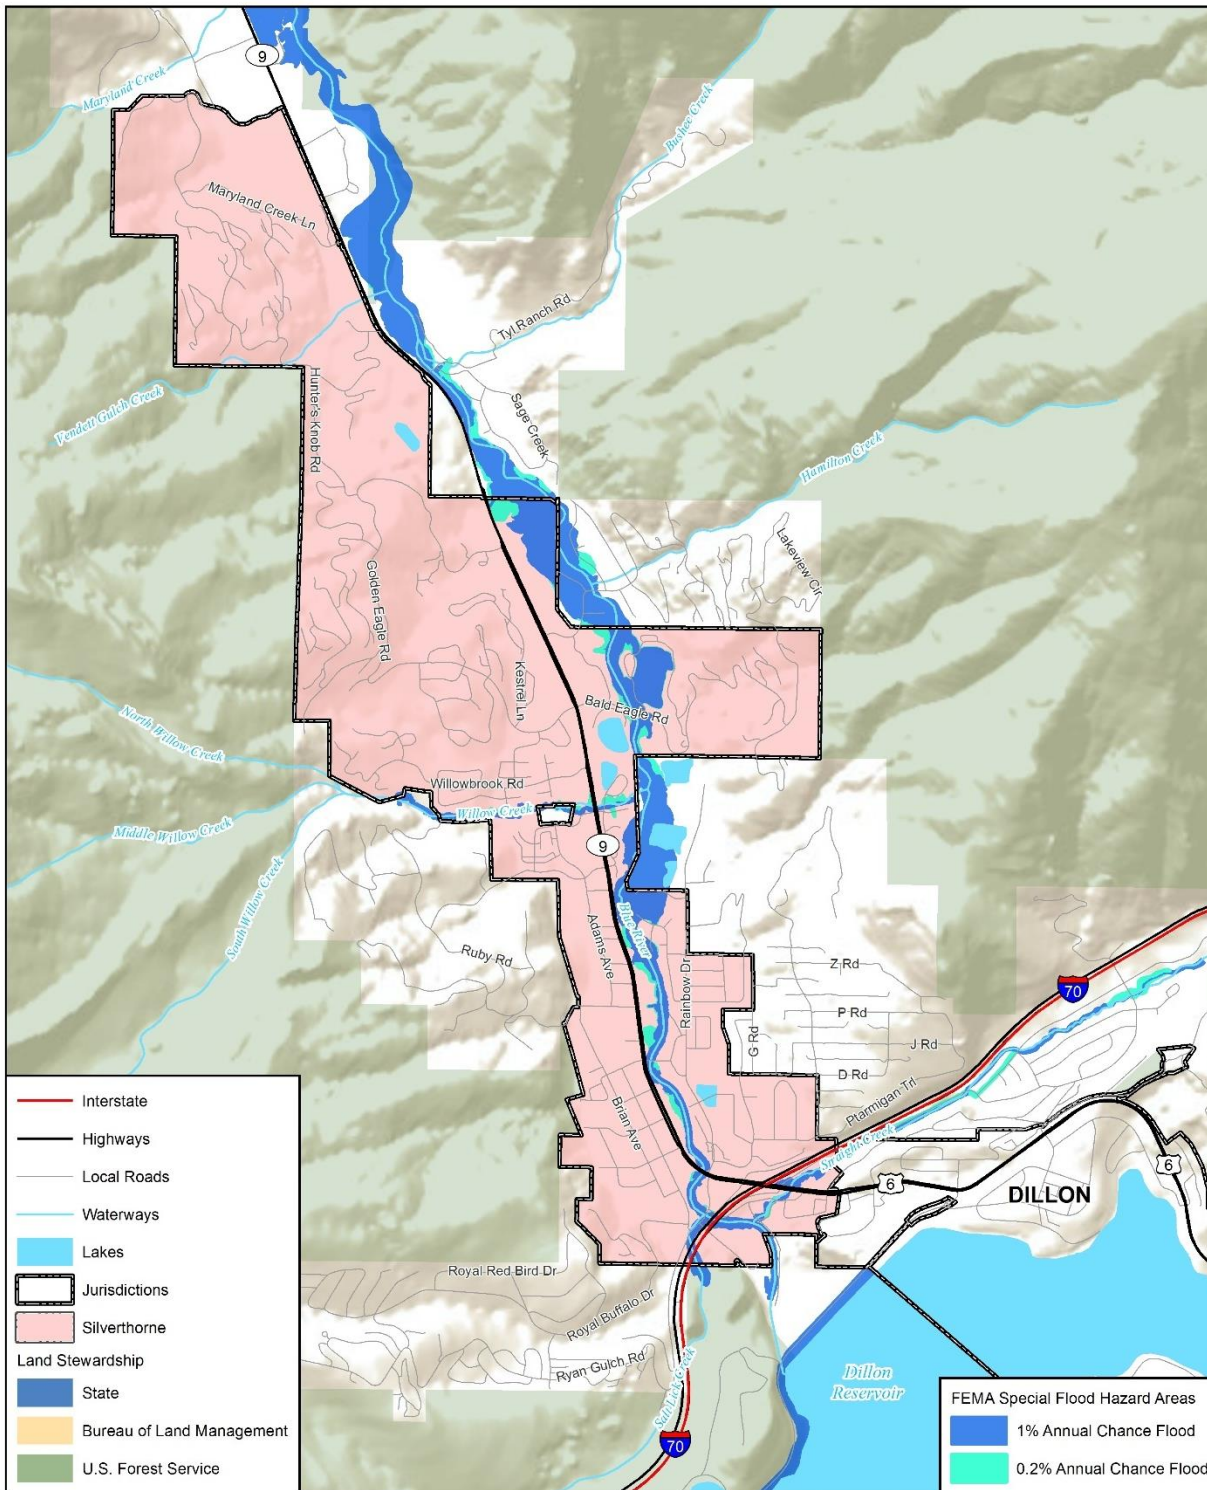 9
Maryland Creek
Bushee Creek
Maryland Creek Ln
Tyl Ranch Rd
Vendett Gulch Creek
Hunter's Knob Rd
Sage Creek
Hamilton Creek
Lakeview Cir
Golden Eagle Rd
Kestrel Ln
Bald Eagle Rd
North Willow Creek
Willowbrook Rd
Willow Creek
Middle Willow Creek
9
South Willow Creek
Blue River
Adams Ave
Ruby Rd
Rainbow Dr
Z Rd
70
P Rd
G Rd
J Rd
D Rd
Ptarmigan Trl
Brian Ave
Straight Creek
6
6
DILLON
Royal Red Bird Dr
Royal Buffalo Dr
Ryan Gulch Rd
Salt Lick Creek
Dillon
Reservoir
70
Interstate
Highways
Local Roads
Waterways
Lakes
Jurisdictions
Silverthorne
Land Stewardship
State
Bureau of Land Management
U.S. Forest Service
FEMA Special Flood Hazard Areas
1% Annual Chance Flood
0.2% Annual Chance Flood